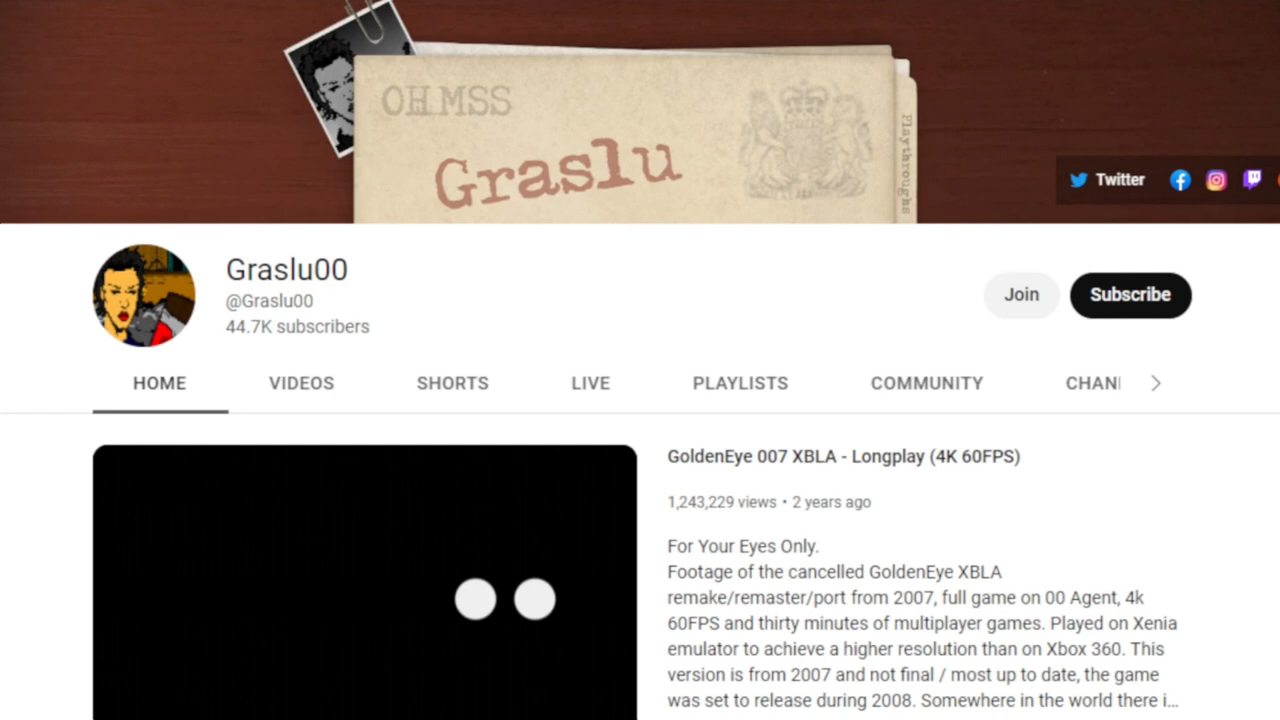 OHMSS
Graslu
Playthroughs
Twitter
Graslu00
@Graslu00
44.7K subscribers
Join
Subscribe
HOME
VIDEOS
SHORTS
LIVE
PLAYLISTS
COMMUNITY
CHAN
GoldenEye 007 XBLA - Longplay (4K 60FPS)
1,243,229 views • 2 years ago
For Your Eyes Only.
Footage of the cancelled GoldenEye XBLA
remake/remaster/port from 2007, full game on 00 Agent, 4k
60FPS and thirty minutes of multiplayer games. Played on Xenia
emulator to achieve a higher resolution than on Xbox 360. This
version is from 2007 and not final / most up to date, the game
was set to release during 2008. Somewhere in the world there i...